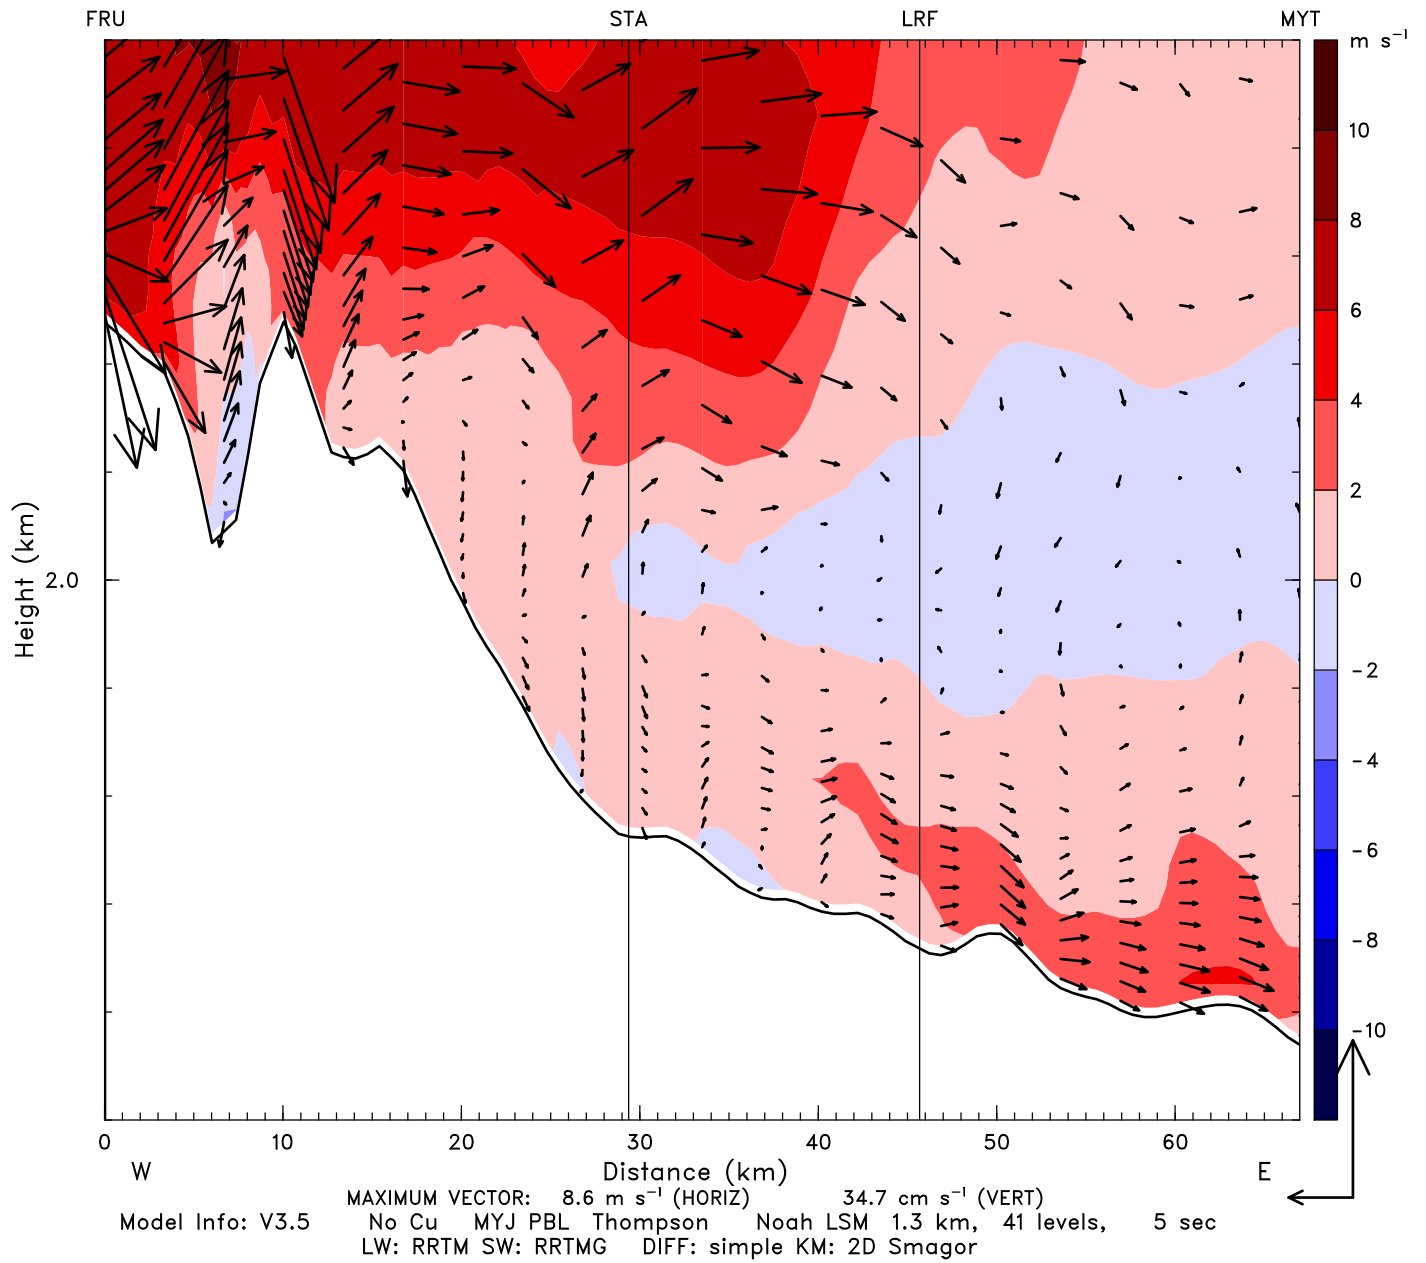 FRU STA LRF MYT
m s⁻¹
10
8
6
4
2
0
-2
-4
-6
-8
-10
Height (km)
2.0
0 10 20 30 40 50 60
W Distance (km) E
MAXIMUM VECTOR: 8.6 m s⁻¹ (HORIZ) 34.7 cm s⁻¹ (VERT)
Model Info: V3.5 No Cu MYJ PBL Thompson Noah LSM 1.3 km, 41 levels, 5 sec
LW: RRTM SW: RRTMG DIFF: simple KM: 2D Smagor